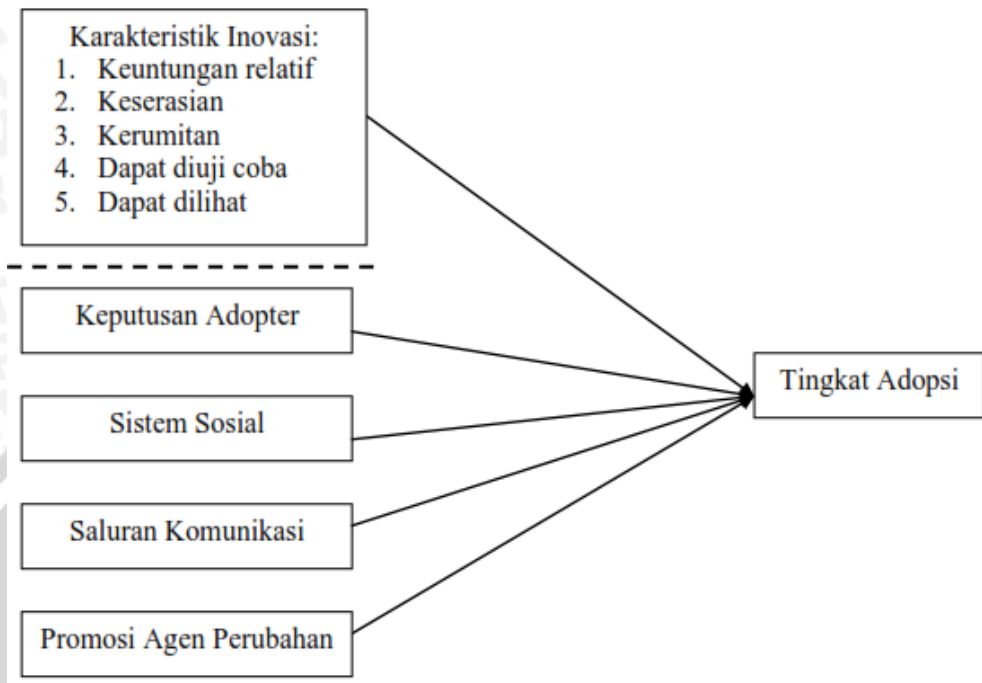 Karakteristik Inovasi:
1. Keuntungan relatif
2. Keserasian
3. Kerumitan
4. Dapat diuji coba
5. Dapat dilihat
Keputusan Adopter
Sistem Sosial
Saluran Komunikasi
Promosi Agen Perubahan
Tingkat Adopsi